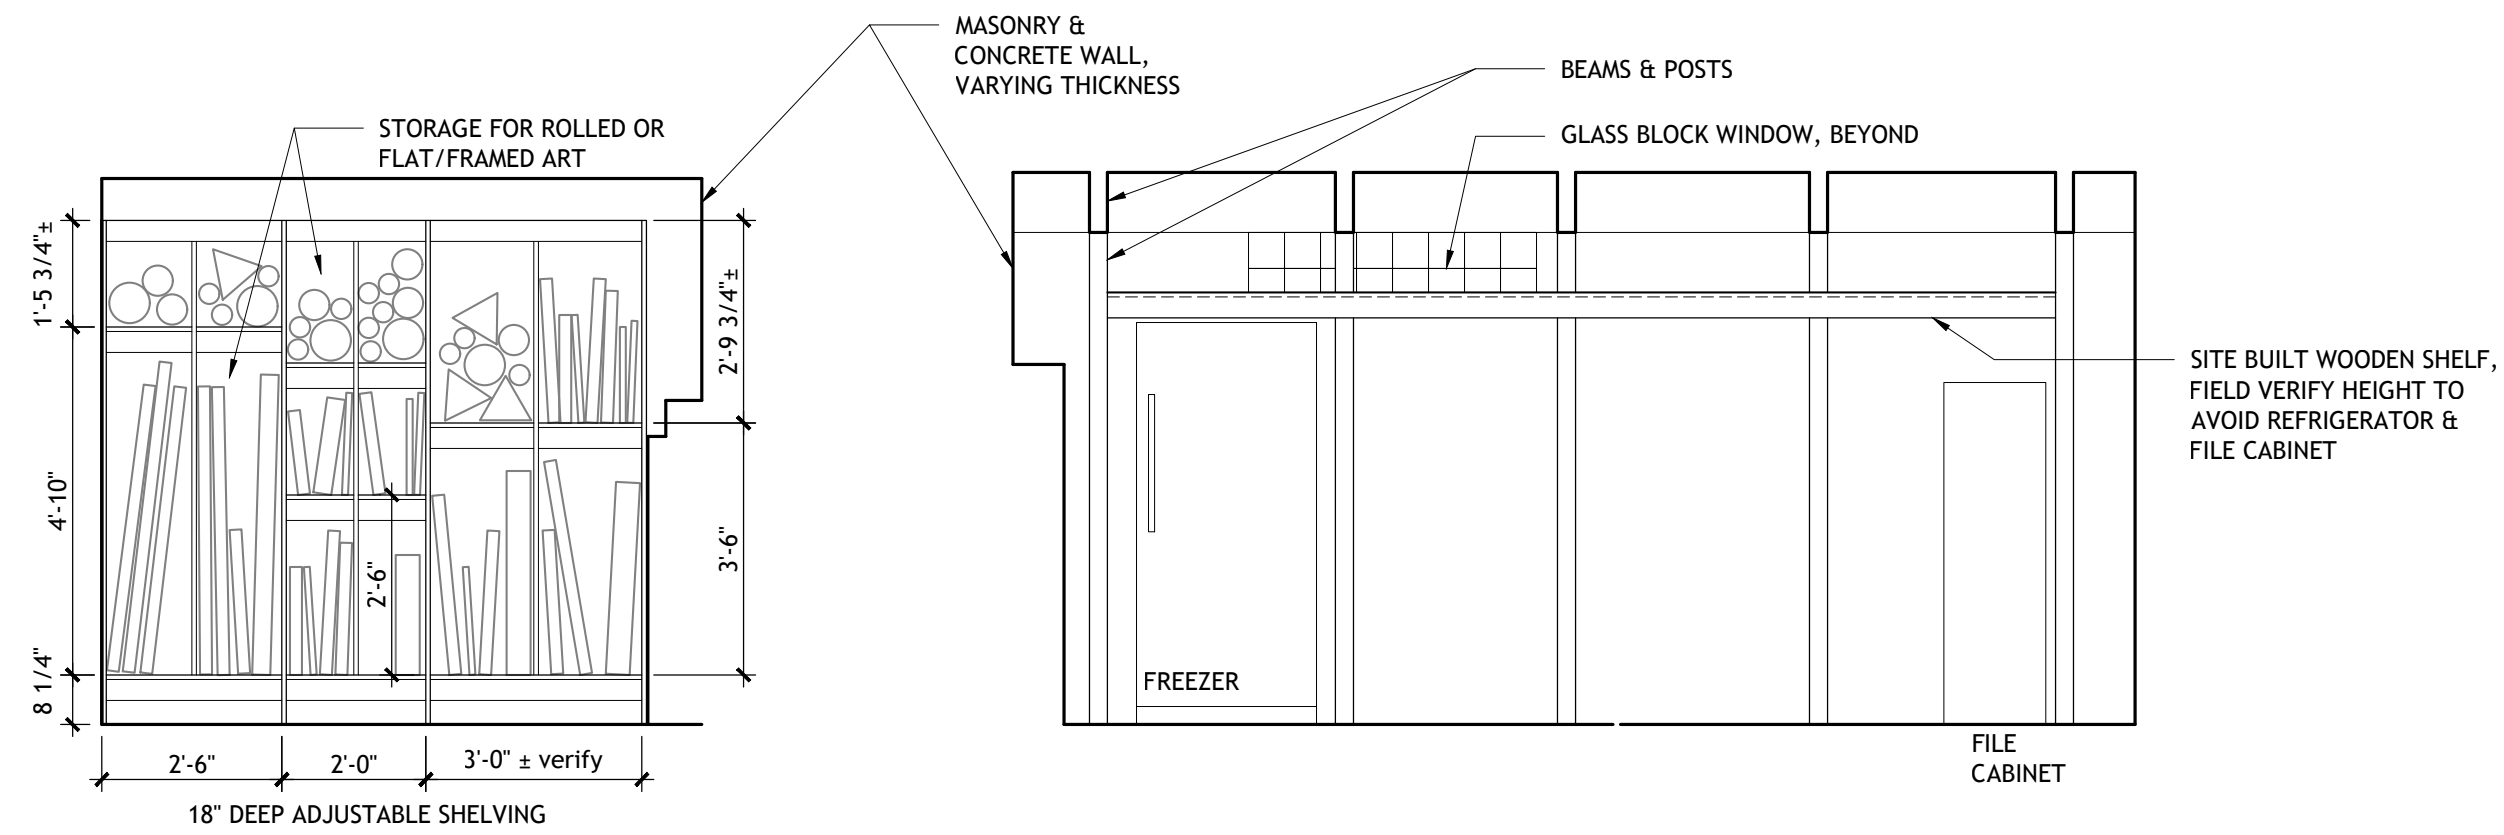 MASONRY &
CONCRETE WALL,
VARYING THICKNESS
BEAMS & POSTS
GLASS BLOCK WINDOW, BEYOND
STORAGE FOR ROLLED OR
FLAT/FRAMED ART
1'-5 3/4"±
4'-10"
8 1/4"
2'-6"
2'-9 3/4"±
3'-6"
2'-6"
2'-0"
3'-0" ± verify
18" DEEP ADJUSTABLE SHELVING
SITE BUILT WOODEN SHELF,
FIELD VERIFY HEIGHT TO
AVOID REFRIGERATOR &
FILE CABINET
FREEZER
FILE
CABINET